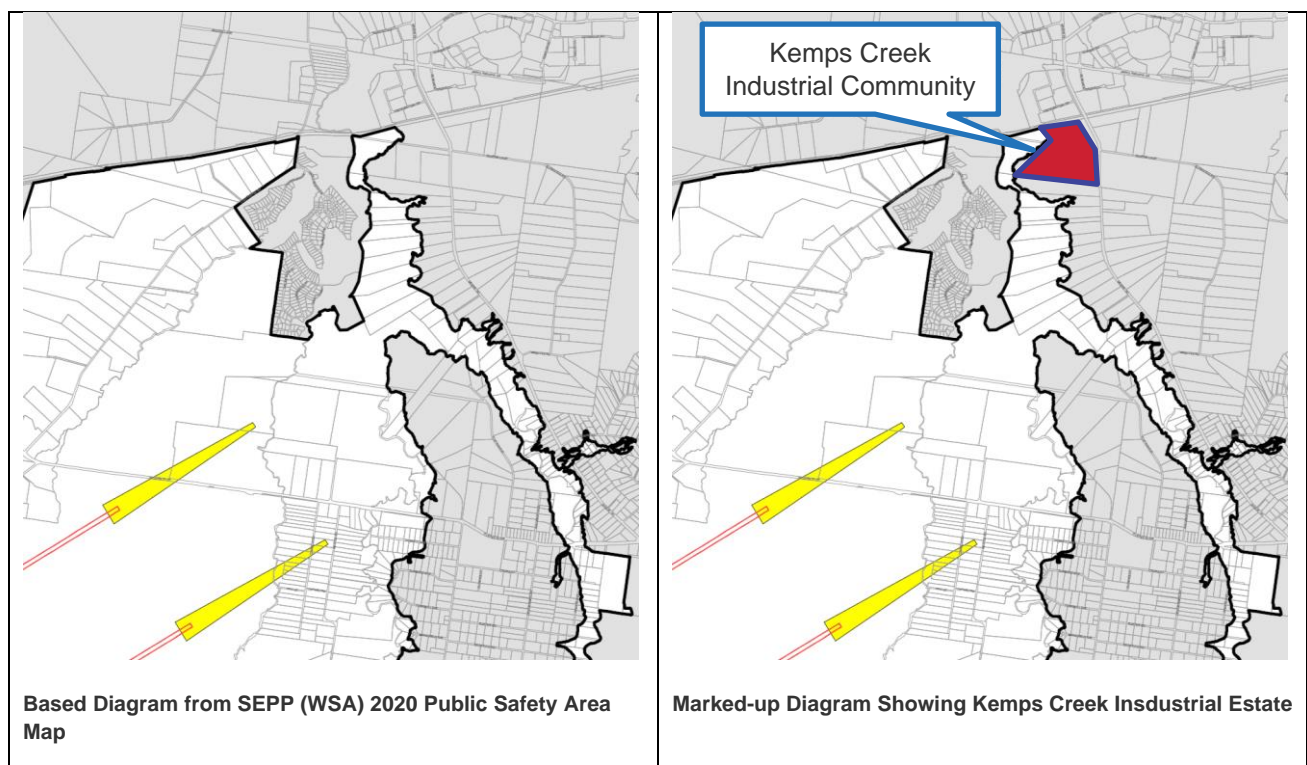 Kemps Creek
Industrial Community
Based Diagram from SEPP (WSA) 2020 Public Safety Area
Map
Marked-up Diagram Showing Kemps Creek Insdustrial Estate